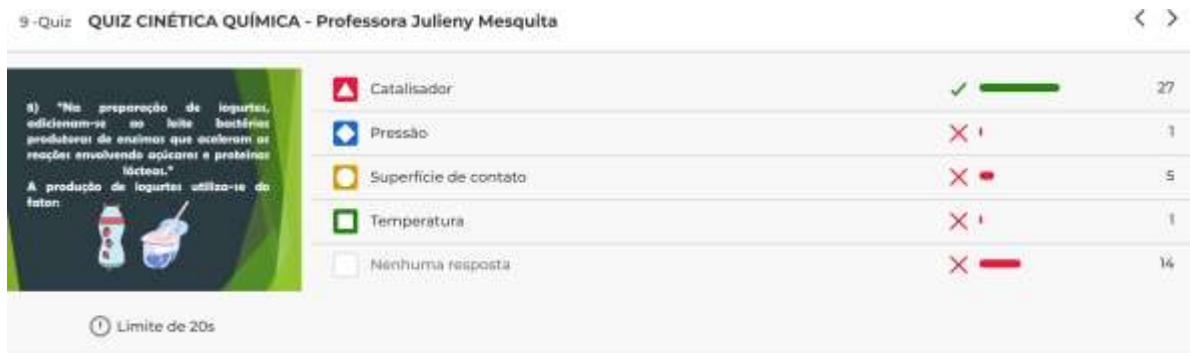 9 -Quiz QUIZ CINÉTICA QUÍMICA - Professora Julieny Mesquita
8) "Na preparação de iogurtes,
adicionam-se ao leite bactérias
produtoras de enzimas que aceleram as
reações envolvendo açúcares e proteínas
lácteas."
A produção de iogurtes utiliza-se do
fator:
Limite de 20s
Catalisador 27
Pressão 1
Superfície de contato 5
Temperatura 1
Nenhuma resposta 14